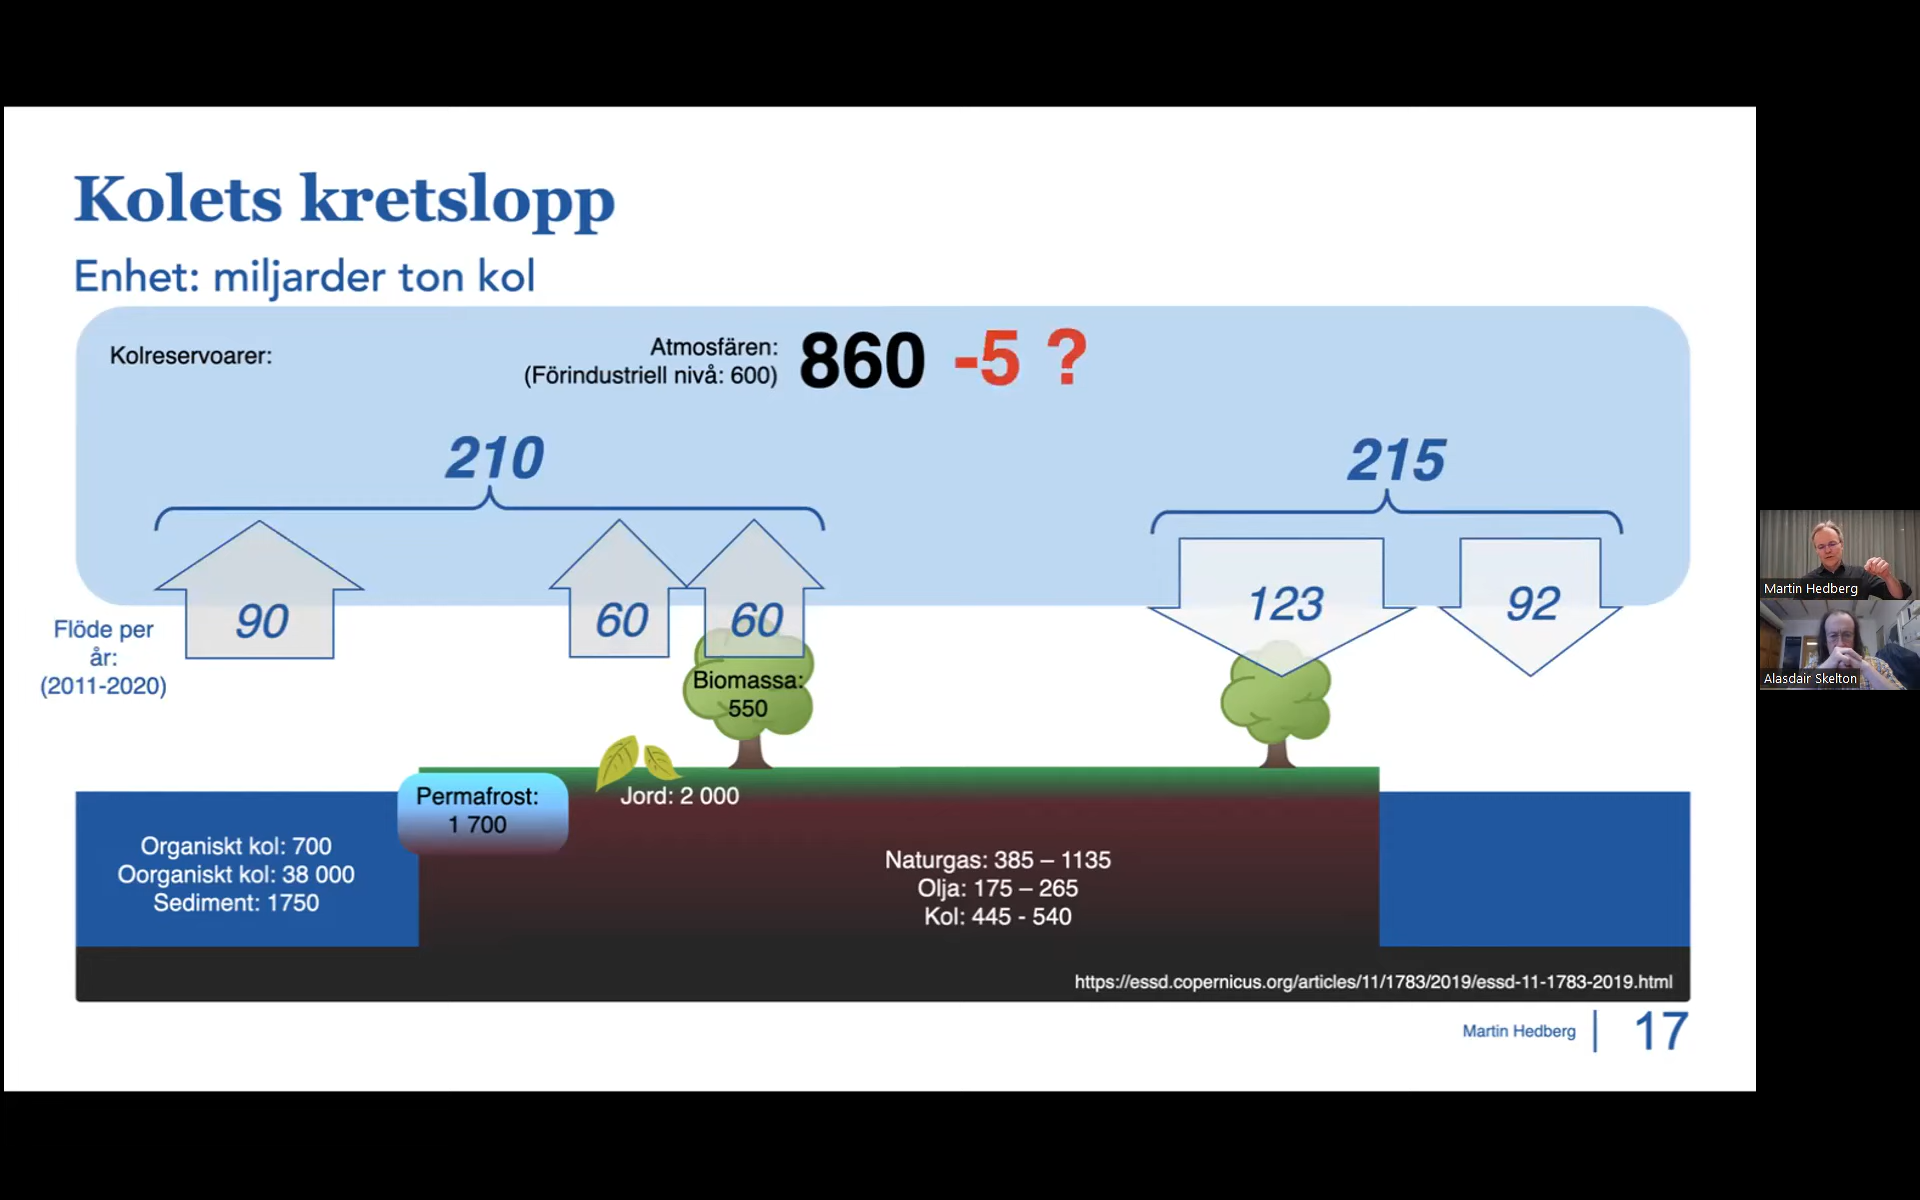 Kolets kretslopp
Enhet: miljarder ton kol
Kolreservoarer:
Atmosfären:
(Förindustriell nivå: 600)
860 -5 ?
210
215
90
60
60
123
92
Flöde per
år:
(2011-2020)
Biomassa:
550
Permafrost:
1 700
Jord: 2 000
Organiskt kol: 700
Oorganiskt kol: 38 000
Sediment: 1750
Naturgas: 385 – 1135
Olja: 175 – 265
Kol: 445 - 540
https://essd.copernicus.org/articles/11/1783/2019/essd-11-1783-2019.html
Martin Hedberg
17
Martin Hedberg
Alasdair Skelton